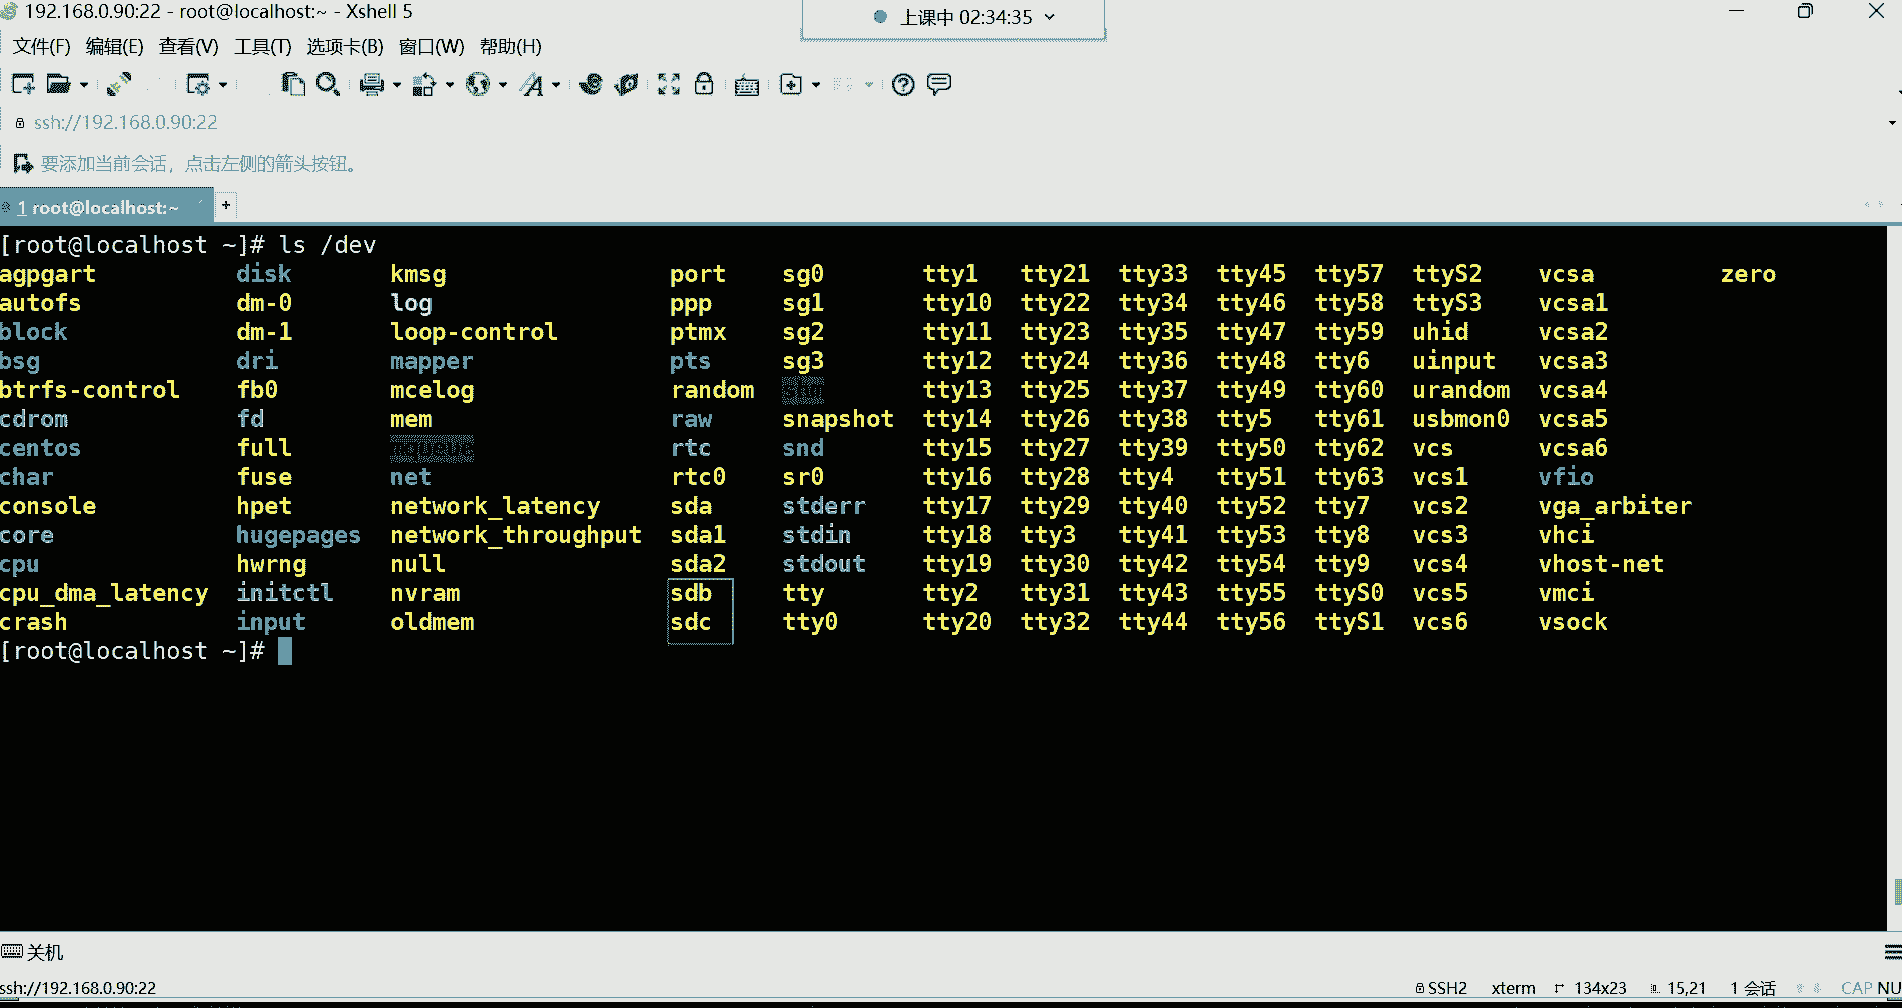 192.168.0.90:22 - root@localhost:~ - Xshell 5
上课中 02:34:35
文件(F) 编辑(E) 查看(V) 工具(T) 选项卡(B) 窗口(W) 帮助(H)
ssh://192.168.0.90:22
要添加当前会话，点击左侧的箭头按钮。
1 root@localhost:~ +
[root@localhost ~]# ls /dev
agpgart disk kmsg port sg0 tty1 tty21 tty33 tty45 tty57 ttyS2 vcsa zero
autofs dm-0 log ppp sg1 tty10 tty22 tty34 tty46 tty58 ttyS3 vcsa1
block dm-1 loop-control ptmx sg2 tty11 tty23 tty35 tty47 tty59 uhid vcsa2
bsg dri mapper pts sg3 tty12 tty24 tty36 tty48 tty6 uinput vcsa3
btrfs-control fb0 mcelog random tty13 tty25 tty37 tty49 tty60 urandom vcsa4
cdrom fd mem raw snapshot tty14 tty26 tty38 tty5 tty61 usbmon0 vcsa5
centos full rtc snd tty15 tty27 tty39 tty50 tty62 vcs vcsa6
char fuse net rtc0 sr0 tty16 tty28 tty4 tty51 tty63 vcs1 vfio
console hpet network_latency sda stderr tty17 tty29 tty40 tty52 tty7 vcs2 vga_arbiter
core hugepages network_throughput sda1 stdin tty18 tty3 tty41 tty53 tty8 vcs3 vhci
cpu hwrng null sda2 stdout tty19 tty30 tty42 tty54 tty9 vcs4 vhost-net
cpu_dma_latency initctl nvram sdb tty tty2 tty31 tty43 tty55 ttyS0 vcs5 vmci
crash input oldmem sdc tty0 tty20 tty32 tty44 tty56 ttyS1 vcs6 vsock
[root@localhost ~]#
关机
ssh://192.168.0.90:22 SSH2 xterm 134x23 15,21 1 会话 CAP NU